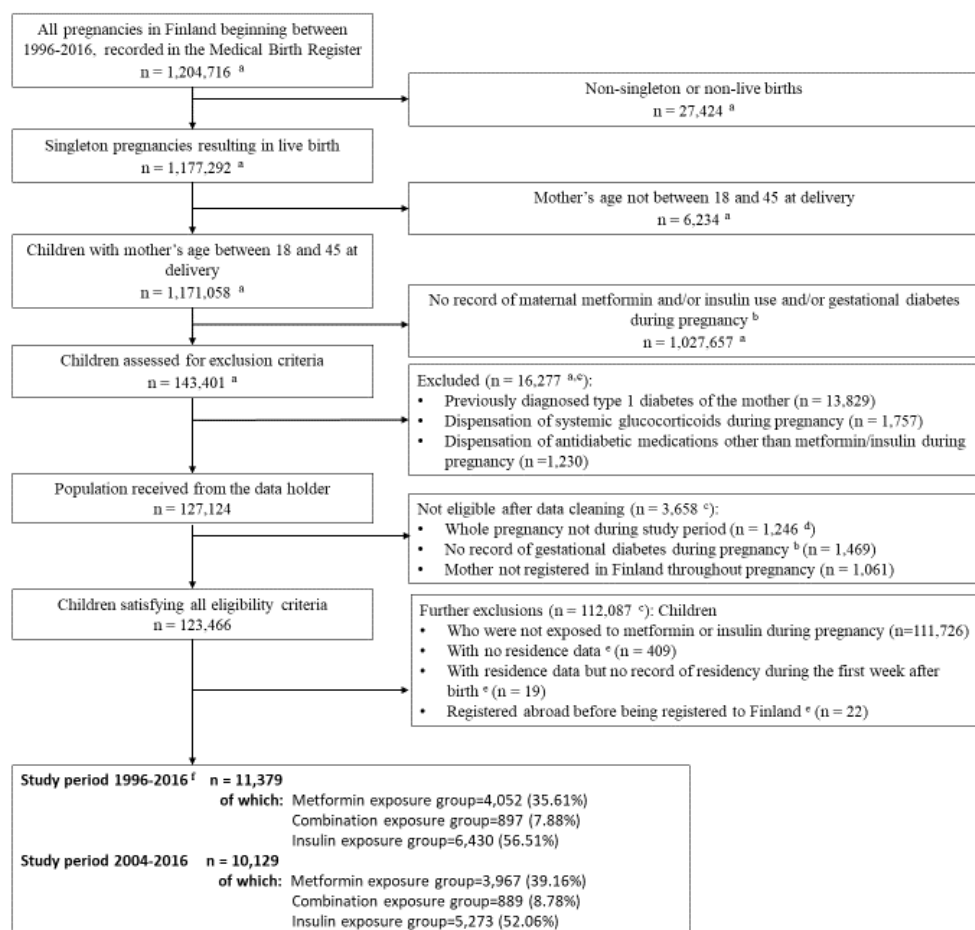 All pregnancies in Finland beginning between
1996-2016, recorded in the Medical Birth Register
n = 1,204,716 ᵃ
Non-singleton or non-live births
n = 27,424 ᵃ
Singleton pregnancies resulting in live birth
n = 1,177,292 ᵃ
Mother’s age not between 18 and 45 at delivery
n = 6,234 ᵃ
Children with mother’s age between 18 and 45 at
delivery
n = 1,171,058 ᵃ
No record of maternal metformin and/or insulin use and/or gestational diabetes
during pregnancy ᵇ
n = 1,027,657 ᵃ
Children assessed for exclusion criteria
n = 143,401 ᵃ
Excluded (n = 16,277 ᵃ,ᶜ):
• Previously diagnosed type 1 diabetes of the mother (n = 13,829)
• Dispensation of systemic glucocorticoids during pregnancy (n = 1,757)
• Dispensation of antidiabetic medications other than metformin/insulin during
pregnancy (n =1,230)
Population received from the data holder
n = 127,124
Not eligible after data cleaning (n = 3,658 ᶜ):
• Whole pregnancy not during study period (n = 1,246 ᵈ)
• No record of gestational diabetes during pregnancy ᵇ (n = 1,469)
• Mother not registered in Finland throughout pregnancy (n = 1,061)
Children satisfying all eligibility criteria
n = 123,466
Further exclusions (n = 112,087 ᶜ): Children
• Who were not exposed to metformin or insulin during pregnancy (n=111,726)
• With no residence data ᵉ (n = 409)
• With residence data but no record of residency during the first week after
birth ᵉ (n = 19)
• Registered abroad before being registered to Finland ᵉ (n = 22)
Study period 1996-2016 ᶠ n = 11,379
of which: Metformin exposure group=4,052 (35.61%)
Combination exposure group=897 (7.88%)
Insulin exposure group=6,430 (56.51%)
Study period 2004-2016 n = 10,129
of which: Metformin exposure group=3,967 (39.16%)
Combination exposure group=889 (8.78%)
Insulin exposure group=5,273 (52.06%)